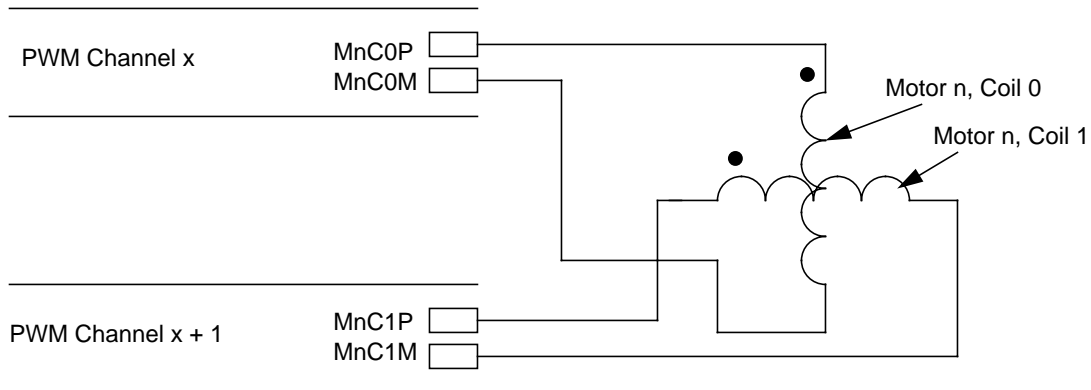 PWM Channel x
MnC0P
MnC0M
Motor n, Coil 0
Motor n, Coil 1
PWM Channel x + 1
MnC1P
MnC1M